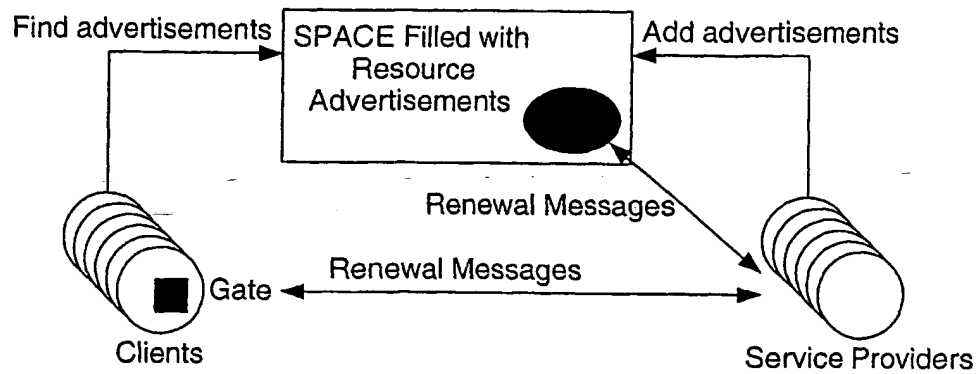 Find advertisements
SPACE Filled with
Resource
Advertisements
Add advertisements
Renewal Messages
Renewal Messages
Gate
Clients
Service Providers